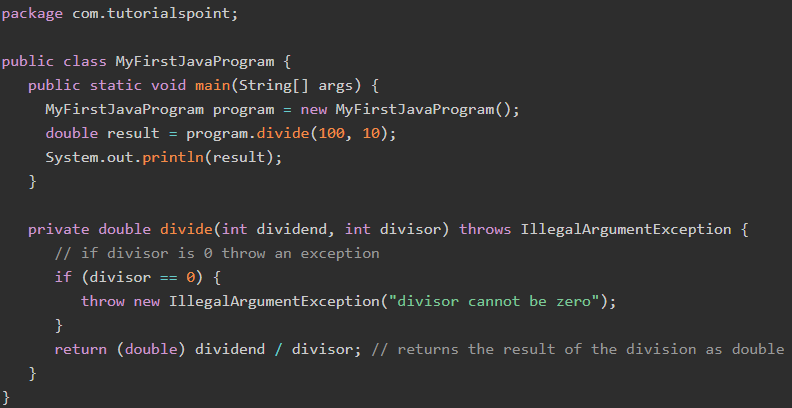 package com.tutorialspoint;
public class MyFirstJavaProgram {
public static void main(String[] args) {
MyFirstJavaProgram program = new MyFirstJavaProgram();
double result = program.divide(100, 10);
System.out.println(result);
}
private double divide(int dividend, int divisor) throws IllegalArgumentException {
// if divisor is 0 throw an exception
if (divisor == 0) {
throw new IllegalArgumentException("divisor cannot be zero");
}
return (double) dividend / divisor; // returns the result of the division as double
}
}